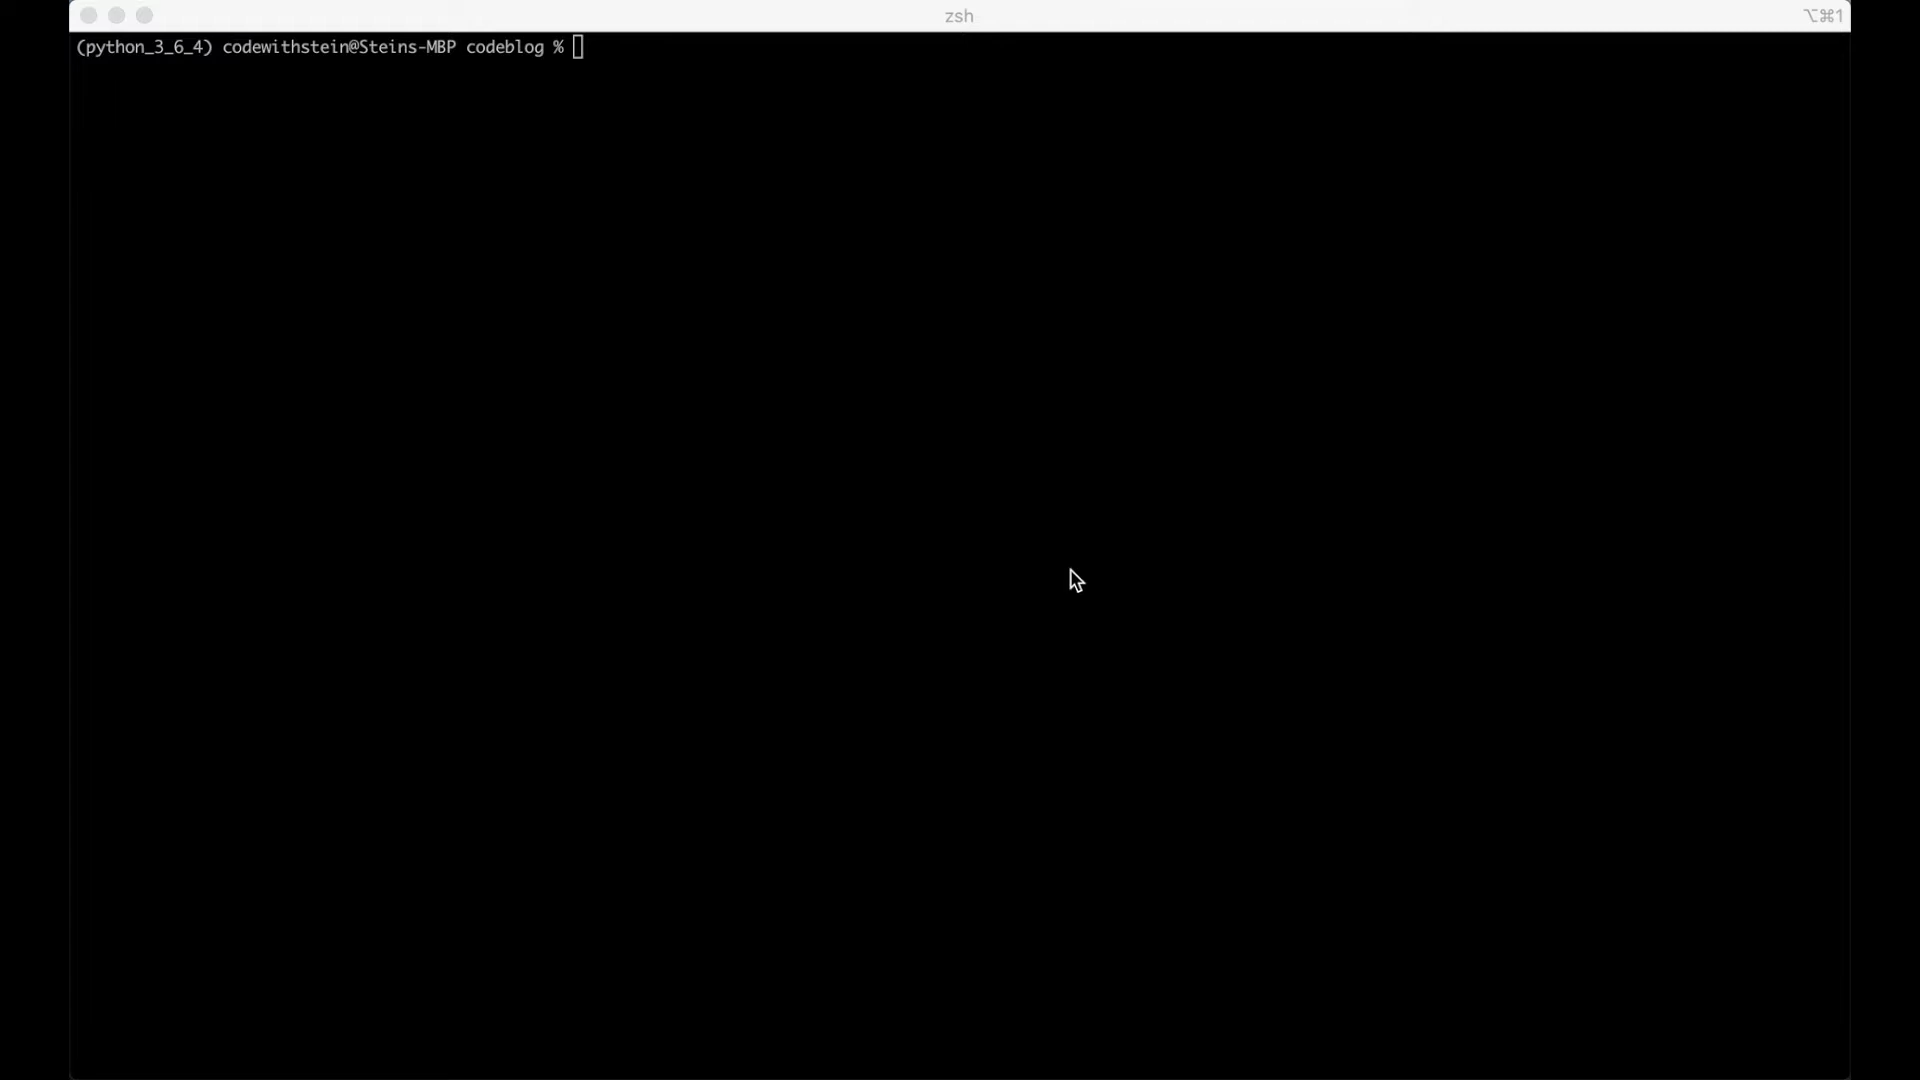 zsh
⌥⌘1
(python_3_6_4) codewithstein@Steins-MBP codeblog %